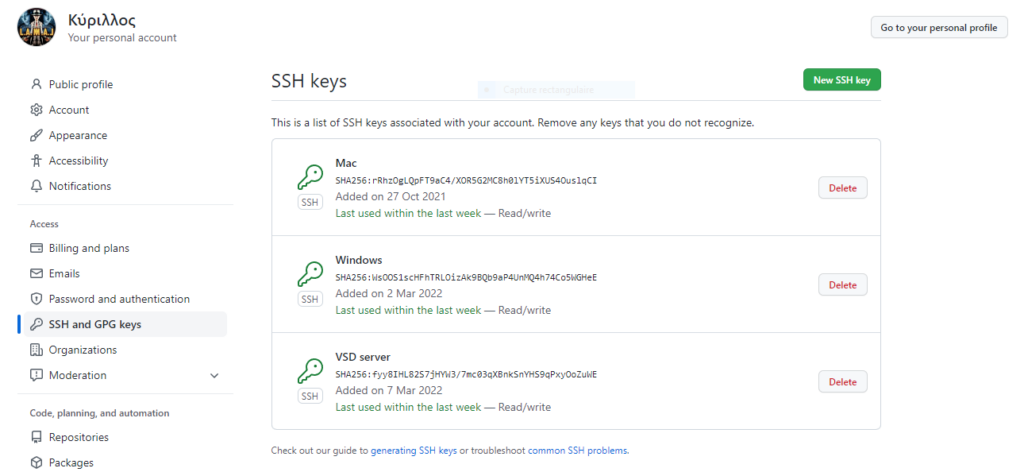 Κύριλλος
Your personal account
Go to your personal profile
Public profile
Account
Appearance
Accessibility
Notifications
Access
Billing and plans
Emails
Password and authentication
SSH and GPG keys
Organizations
Moderation
Code, planning, and automation
Repositories
Packages
SSH keys
New SSH key
Capture rectangulaire
This is a list of SSH keys associated with your account. Remove any keys that you do not recognize.
Mac
SHA256:rRhzOgLQpFT9aC4/XOR5G2MC8h0lYT5iXUS4Ous1qCI
SSH
Added on 27 Oct 2021
Last used within the last week — Read/write
Delete
Windows
SHA256:WsOOS1scHFhTRLOizAk9BQb9aP4UnMQ4h74Co5WGHeE
SSH
Added on 2 Mar 2022
Last used within the last week — Read/write
Delete
VSD server
SHA256:fyy8IHL82S7jHYW3/7mc03qXBnkSnYHS9qPxyOoZuWE
SSH
Added on 7 Mar 2022
Last used within the last week — Read/write
Delete
Check out our guide to generating SSH keys or troubleshoot common SSH problems.